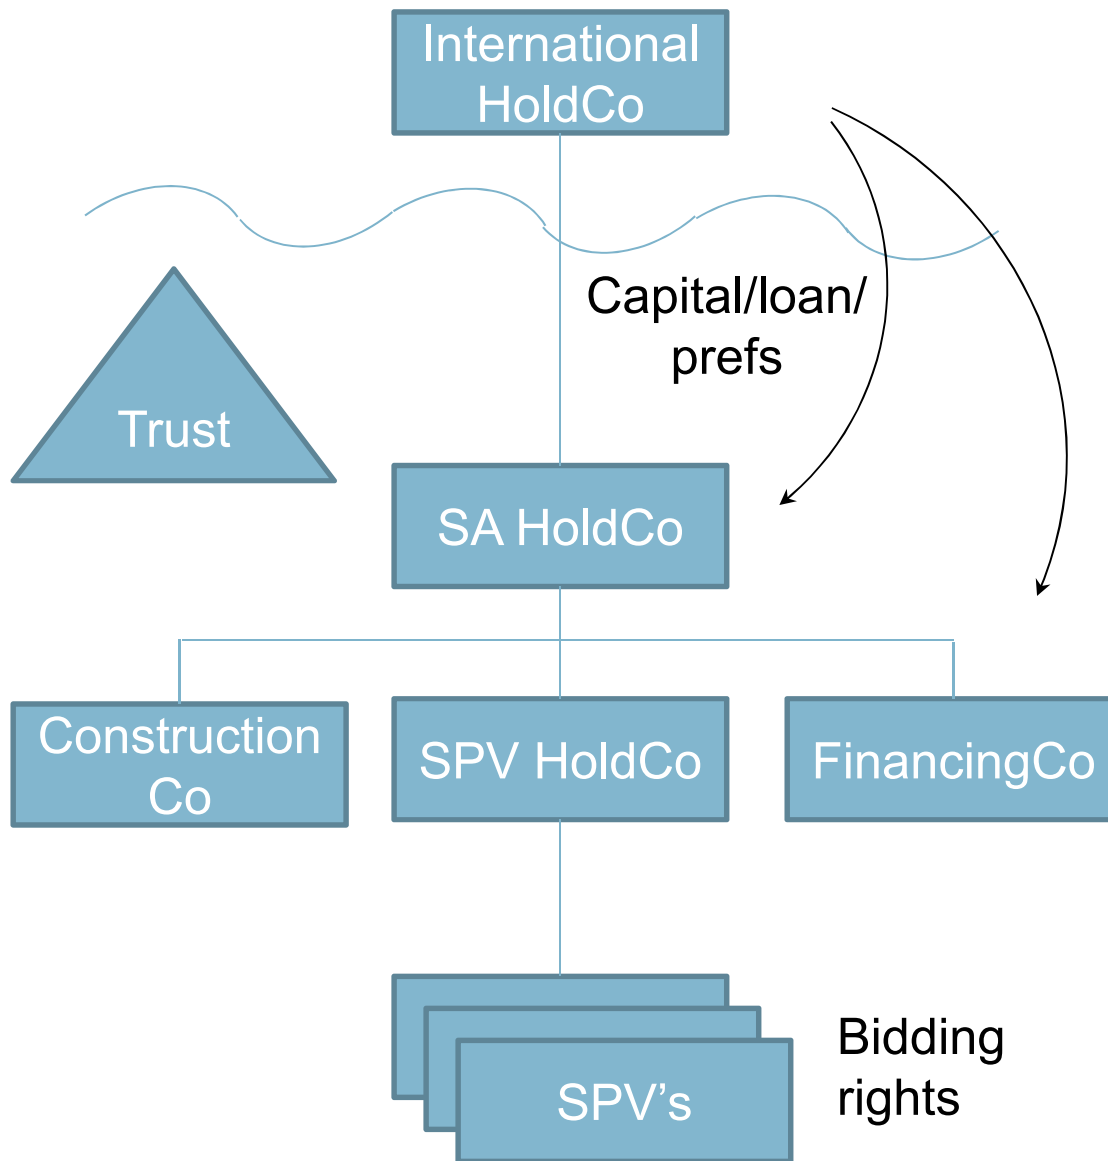 International
HoldCo
Capital/loan/
prefs
Trust
SA HoldCo
Construction
Co
SPV HoldCo
FinancingCo
Bidding
rights
SPV’s